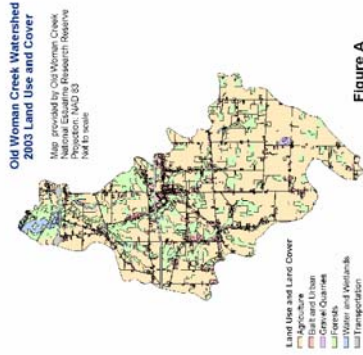 Old Woman Creek Watershed
2003 Land Use and Cover
Map provided by Old Woman Creek
National Estuarine Research Reserve
Projection: NAD 83
Not to scale
Land Use and Land Cover
Agriculture
Built and Urban
Gravel Quarries
Forests
Water and Wetlands
Transportation
Figure A